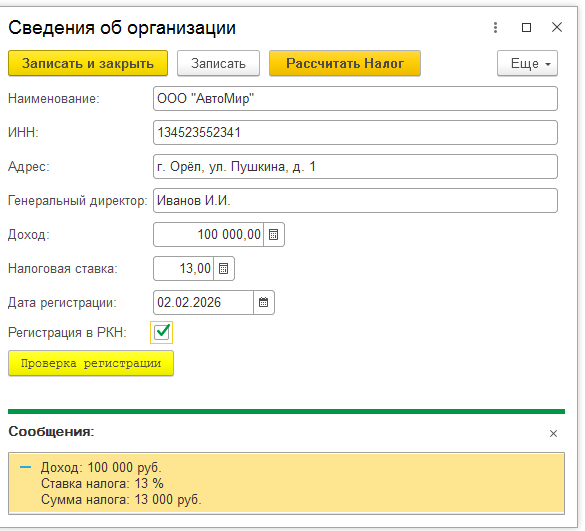 Сведения об организации
Записать и закрыть Записать Рассчитать Налог Еще
Наименование: ООО "АвтоМир"
ИНН: 134523552341
Адрес: г. Орёл, ул. Пушкина, д. 1
Генеральный директор: Иванов И.И.
Доход: 100 000,00
Налоговая ставка: 13,00
Дата регистрации: 02.02.2026
Регистрация в РКН:
Проверка регистрации
Сообщения:
Доход: 100 000 руб.
Ставка налога: 13 %
Сумма налога: 13 000 руб.